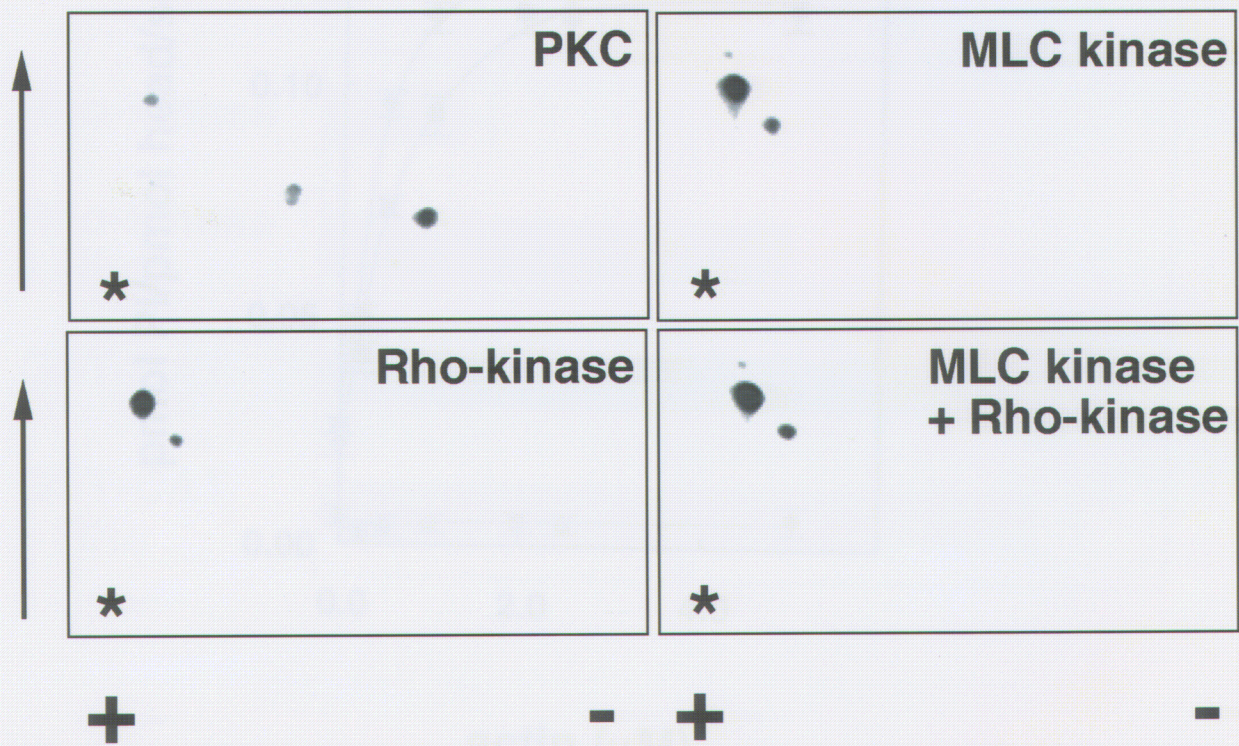 PKC
MLC kinase
*
*
Rho-kinase
MLC kinase
+ Rho-kinase
*
*
+ - + -